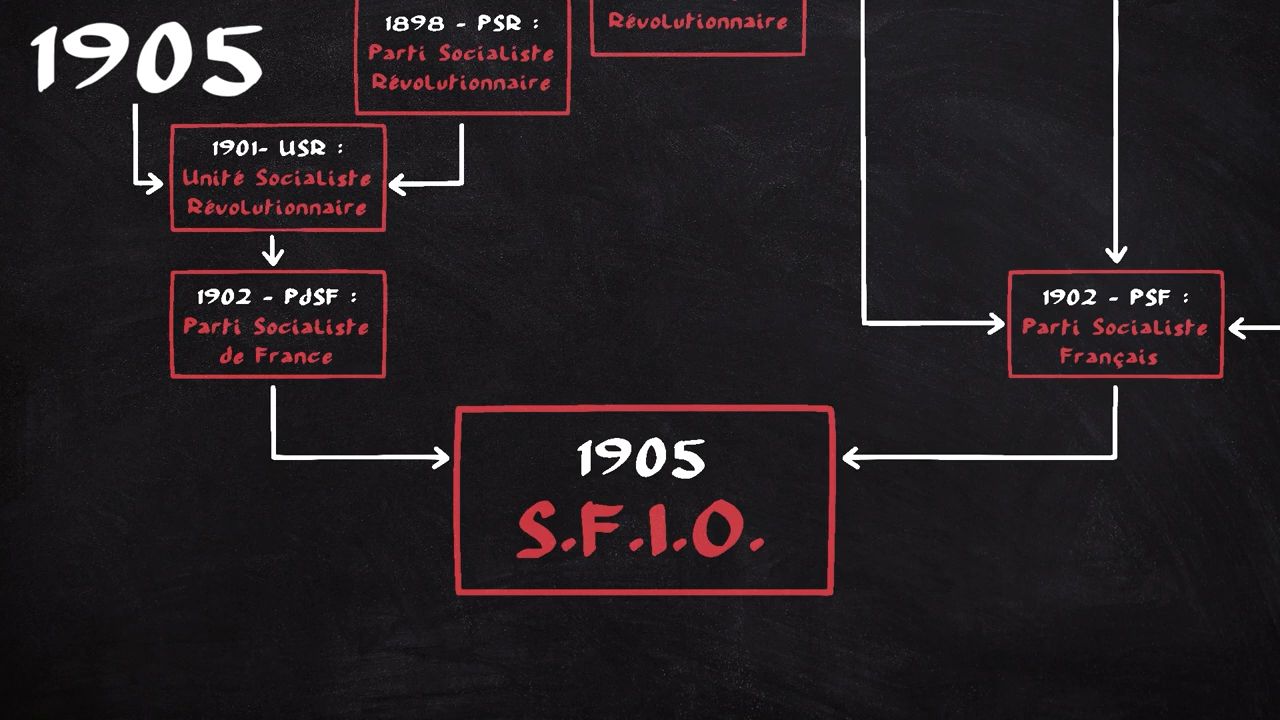 1905
1898 - PSR :
Parti Socialiste
Révolutionnaire
Révolutionnaire
1901- USR :
Unité Socialiste
Révolutionnaire
1902 - PdSF :
Parti Socialiste
de France
1902 - PSF :
Parti Socialiste
Français
1905
S.F.I.O.